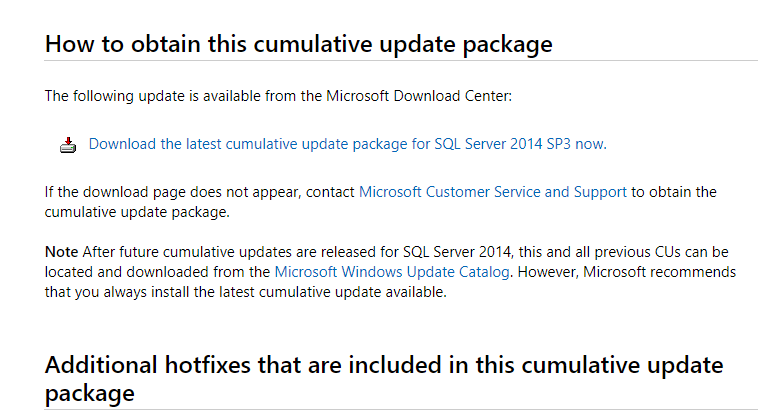 How to obtain this cumulative update package
The following update is available from the Microsoft Download Center:
Download the latest cumulative update package for SQL Server 2014 SP3 now.
If the download page does not appear, contact Microsoft Customer Service and Support to obtain the
cumulative update package.
Note After future cumulative updates are released for SQL Server 2014, this and all previous CUs can be
located and downloaded from the Microsoft Windows Update Catalog. However, Microsoft recommends
that you always install the latest cumulative update available.
Additional hotfixes that are included in this cumulative update
package